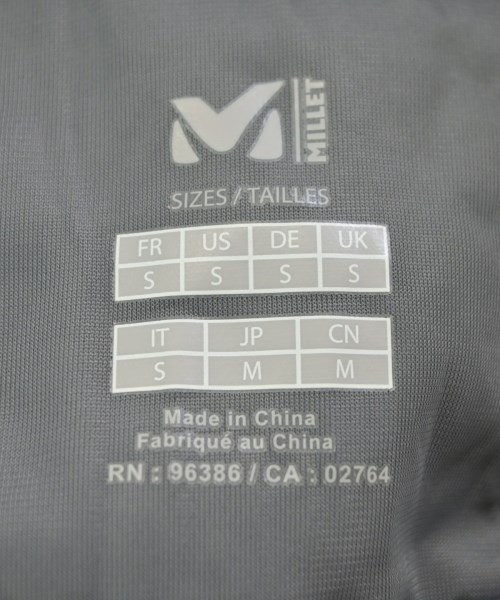 M MILLET
SIZES / TAILLES
FR US DE UK
S S S S
IT JP CN
S M M
Made in China
Fabriqué au China
RN : 96386 / CA : 02764